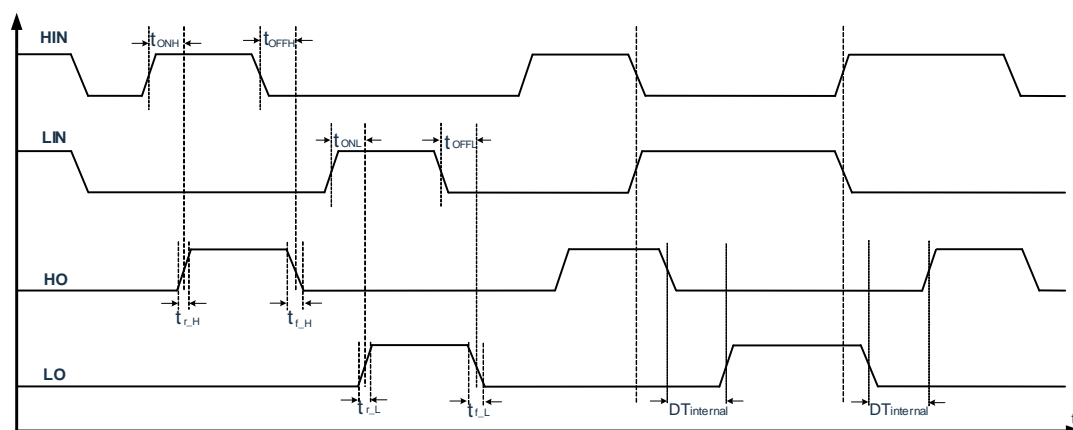 HIN
tONH
tOFFH
LIN
tONL
tOFFL
HO
tr_H
tf_H
LO
tr_L
tf_L
DTinternal
DTinternal
t